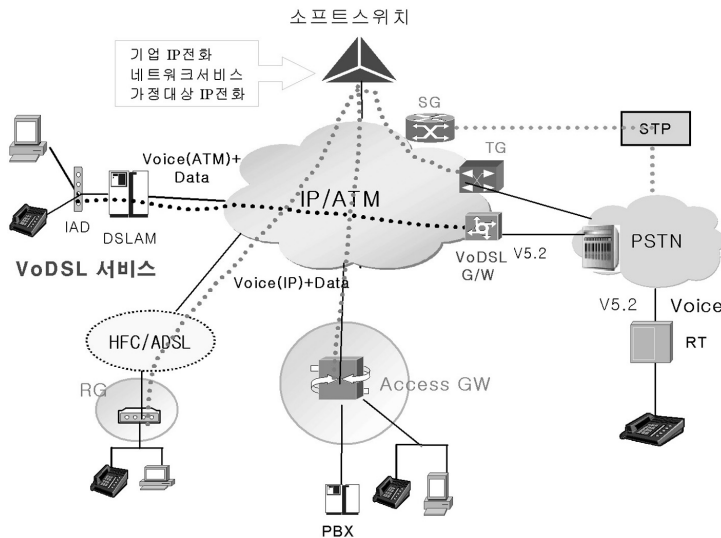 소프트스위치
기업 IP전화
네트워크서비스
가정대상 IP전화
SG
STP
TG
Voice(ATM)+
Data
IP/ATM
IAD
DSLAM
PSTN
VoDSL
G/W
V5.2
VoDSL 서비스
Voice(IP)+Data
V5.2
Voice
HFC/ADSL
RT
RG
Access GW
PBX